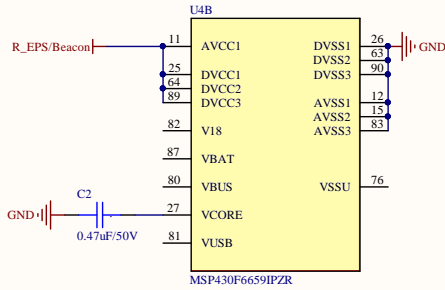 U4B
R_EPS/Beacon
11 AVCC1 DVSS1 26 GND
DVSS2 63
25 DVCC1 DVSS3 90
64 DVCC2
89 DVCC3 AVSS1 12
AVSS2 15
82 V18 AVSS3 83
87 VBAT
C2
80 VBUS VSSU 76
GND 27 VCORE
0.47uF/50V 81 VUSB
MSP430F6659IPZR